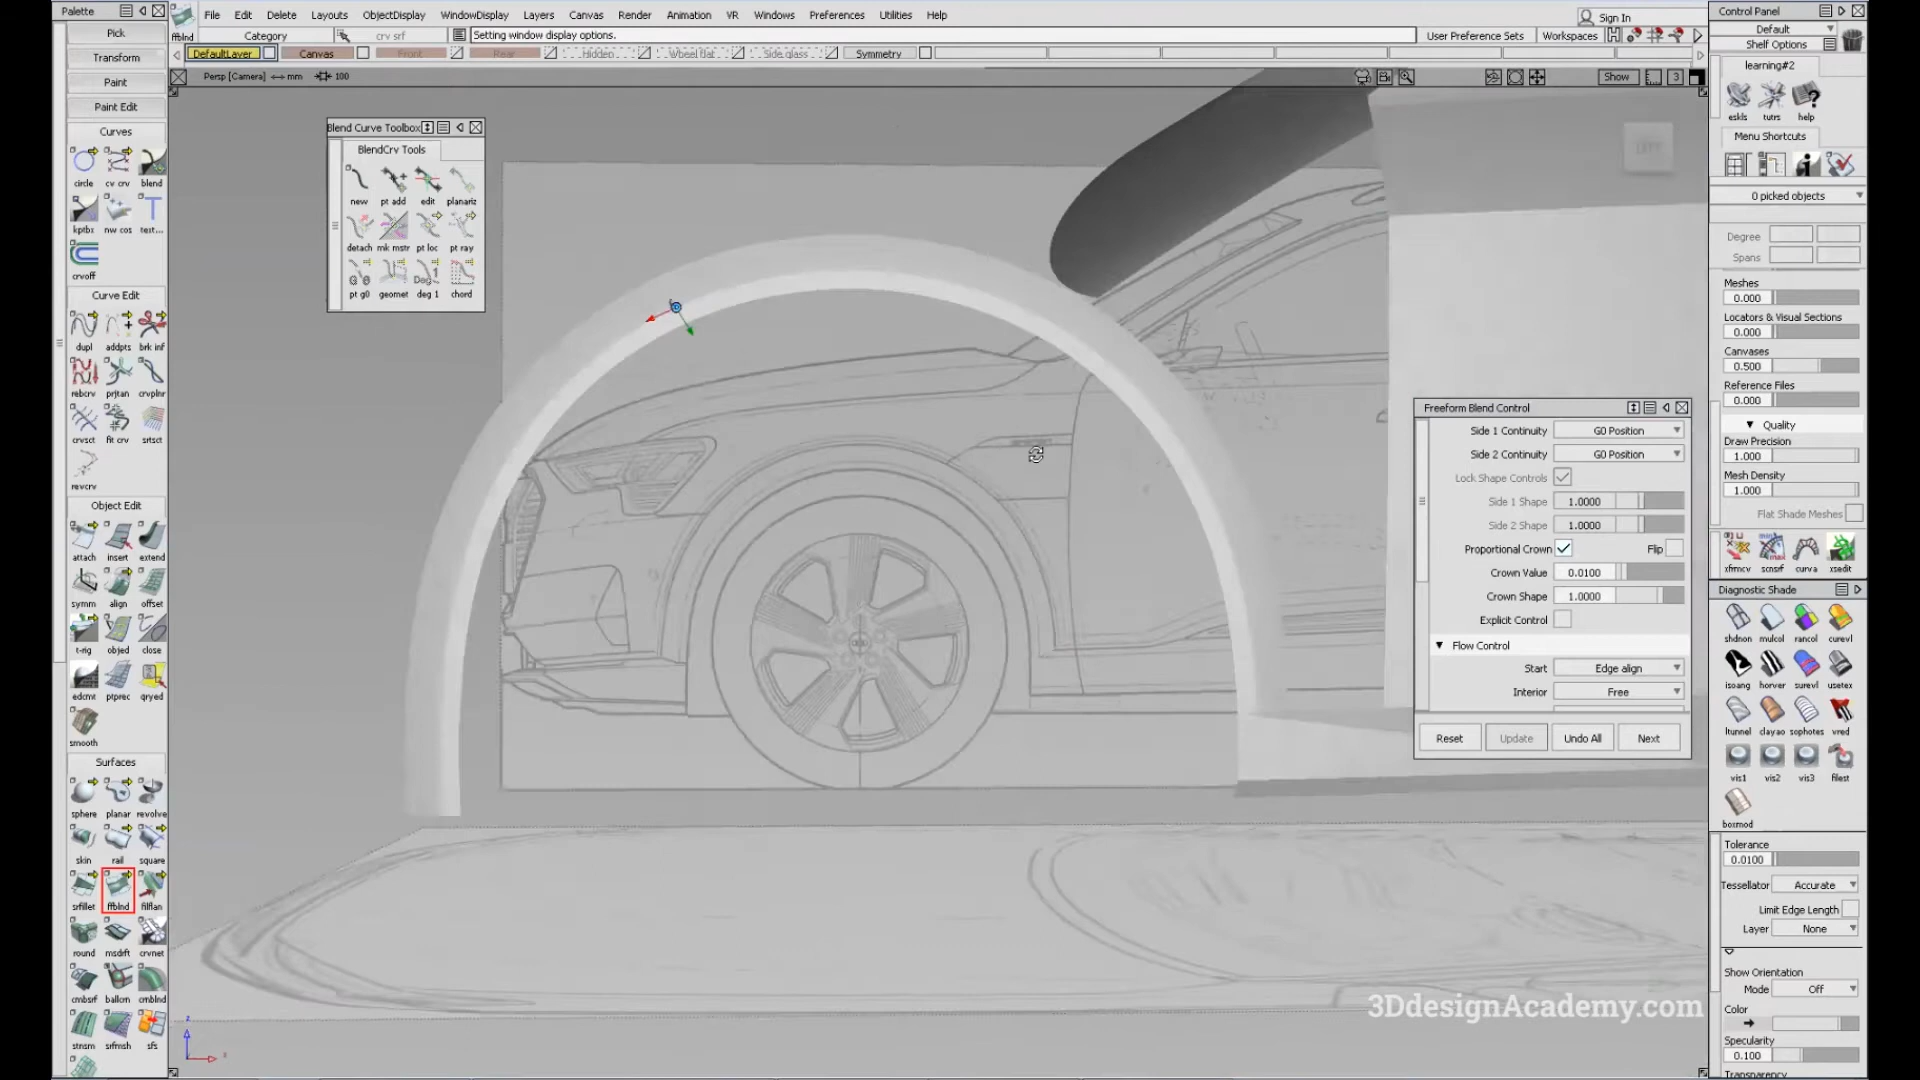 Palette
File Edit Delete Layouts ObjectDisplay WindowDisplay Layers Canvas Render Animation VR Windows Preferences Utilities Help
Sign In
Control Panel
ffblnd
Category
crv srf
Setting window display options.
User Preference Sets
Workspaces
Default
Shelf Options
DefaultLayer
Canvas
Front
Rear
Hidden
Wheel flat
Side glass
Symmetry
Persp [Camera] <-> mm
100
Show
3
Pick
Transform
Paint
Paint Edit
Curves
circle cv crv blend
kptbx nw cos text...
crvoff
Curve Edit
dupl addpts brk inf
rebcrv prjtan crvplnr
crvsct fit crv srtsct
revcrv
Object Edit
attach insert extend
symm align offset
t-rig objed close
edcmt ptprec qryed
smooth
Surfaces
sphere planar revolve
skin rail square
srfillet ffblnd filflan
round msdrft crvnet
cmbsrf ballcrn cmblnd
stnsm srfmsh sfs
Blend Curve Toolbox
BlendCrv Tools
new pt add edit planariz
detach mk mstr pt loc pt ray
pt g0 geomet deg 1 chord
Freeform Blend Control
Side 1 Continuity G0 Position
Side 2 Continuity G0 Position
Lock Shape Controls
Side 1 Shape 1.0000
Side 2 Shape 1.0000
Proportional Crown Flip
Crown Value 0.0100
Crown Shape 1.0000
Explicit Control
Flow Control
Start Edge align
Interior Free
Reset Update Undo All Next
learning#2
eskls tutrs help
Menu Shortcuts
0 picked objects
Degree
Spans
Meshes
0.000
Locators & Visual Sections
0.000
Canvases
0.500
Reference Files
0.000
Quality
Draw Precision
1.000
Mesh Density
1.000
Flat Shade Meshes
xfrmcv scnsrf curva xsedit
Diagnostic Shade
shdnon mulcol rancol curevl
isoang horver surevl usetex
ltunnel clayao sophotes vred
vis1 vis2 vis3 filest
boxmod
Tolerance
0.0100
Tessellator Accurate
Limit Edge Length
Layer None
Show Orientation
Mode Off
Color
Specularity
0.100
Transparency
3DdesignAcademy.com
z
x